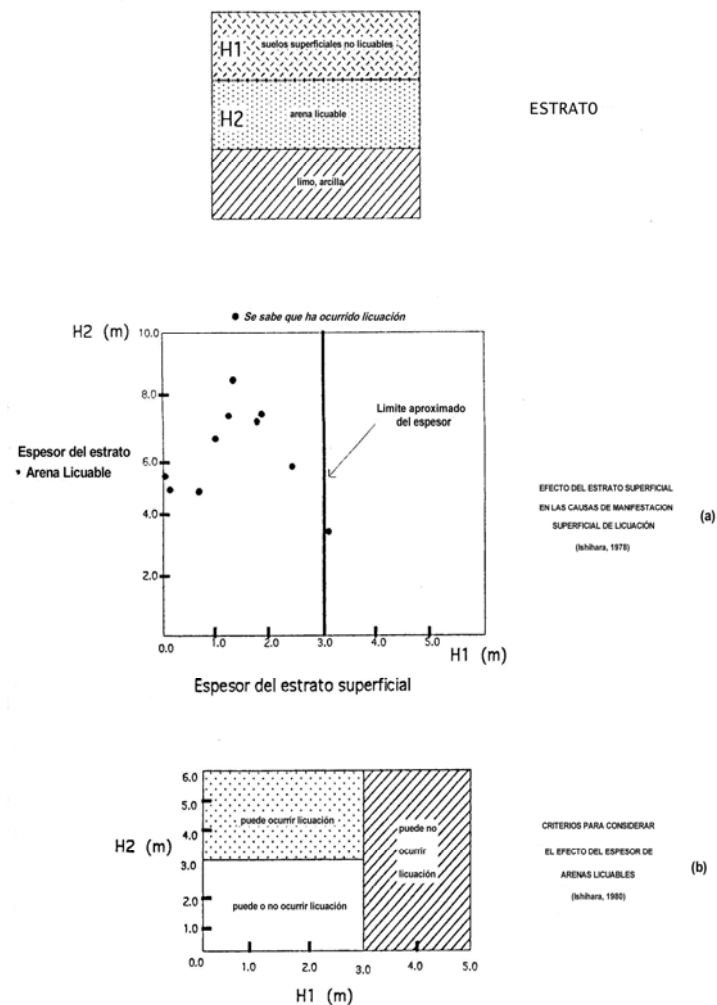 H1
suelos superficiales no licuables
H2
arena licuable
limo, arcilla
ESTRATO
Se sabe que ha ocurrido licuación
H2 (m)
10.0
8.0
6.0
4.0
2.0
Espesor del estrato
Arena Licuable
Limite aproximado
del espesor
0.0
1.0
2.0
3.0
4.0
5.0
H1 (m)
Espesor del estrato superficial
EFECTO DEL ESTRATO SUPERFICIAL
EN LAS CAUSAS DE MANIFESTACION
SUPERFICIAL DE LICUACIÓN
(Ishihara, 1978)
(a)
H2 (m)
6.0
5.0
4.0
3.0
2.0
1.0
0.0
puede ocurrir licuación
puede o no ocurrir licuación
puede no
ocurrir
licuación
1.0
2.0
3.0
4.0
5.0
H1 (m)
CRITERIOS PARA CONSIDERAR
EL EFECTO DEL ESPESOR DE
ARENAS LICUABLES
(Ishihara, 1980)
(b)